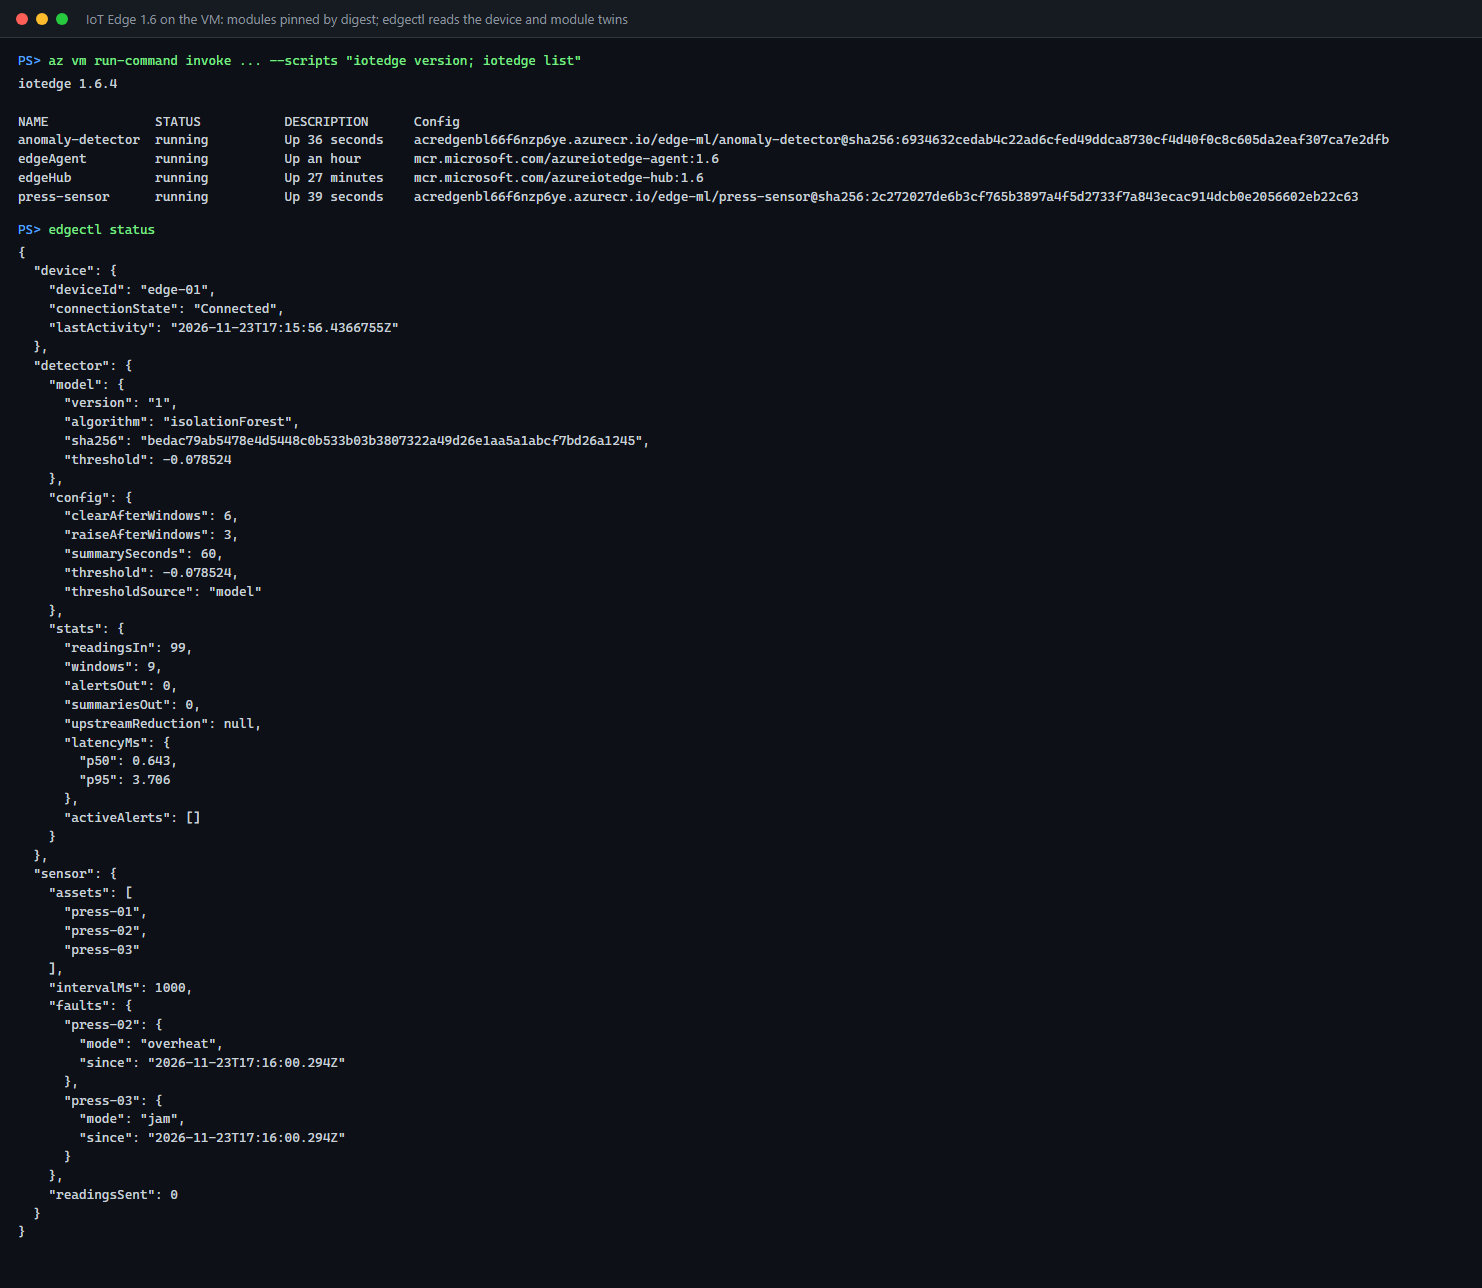 IoT Edge 1.6 on the VM: modules pinned by digest; edgectl reads the device and module twins
PS> az vm run-command invoke ... --scripts "iotedge version; iotedge list"
iotedge 1.6.4
NAME STATUS DESCRIPTION Config
anomaly-detector running Up 36 seconds acredgenbl66f6nzp6ye.azurecr.io/edge-ml/anomaly-detector@sha256:6934632cedab4c22ad6cfed49ddca8730cf4d40f0c8c605da2eaf307ca7e2dfb
edgeAgent running Up an hour mcr.microsoft.com/azureiotedge-agent:1.6
edgeHub running Up 27 minutes mcr.microsoft.com/azureiotedge-hub:1.6
press-sensor running Up 39 seconds acredgenbl66f6nzp6ye.azurecr.io/edge-ml/press-sensor@sha256:2c272027de6b3cf765b3897a4f5d2733f7a843ecac914dcb0e2056602eb22c63
PS> edgectl status
{
  "device": {
    "deviceId": "edge-01",
    "connectionState": "Connected",
    "lastActivity": "2026-11-23T17:15:56.4366755Z"
  },
  "detector": {
    "model": {
      "version": "1",
      "algorithm": "isolationForest",
      "sha256": "bedac79ab5478e4d5448c0b533b03b3807322a49d26e1aa5a1abcf7bd26a1245",
      "threshold": -0.078524
    },
    "config": {
      "clearAfterWindows": 6,
      "raiseAfterWindows": 3,
      "summarySeconds": 60,
      "threshold": -0.078524,
      "thresholdSource": "model"
    },
    "stats": {
      "readingsIn": 99,
      "windows": 9,
      "alertsOut": 0,
      "summariesOut": 0,
      "upstreamReduction": null,
      "latencyMs": {
        "p50": 0.643,
        "p95": 3.706
      },
      "activeAlerts": []
    }
  },
  "sensor": {
    "assets": [
      "press-01",
      "press-02",
      "press-03"
    ],
    "intervalMs": 1000,
    "faults": {
      "press-02": {
        "mode": "overheat",
        "since": "2026-11-23T17:16:00.294Z"
      },
      "press-03": {
        "mode": "jam",
        "since": "2026-11-23T17:16:00.294Z"
      }
    },
    "readingsSent": 0
  }
}